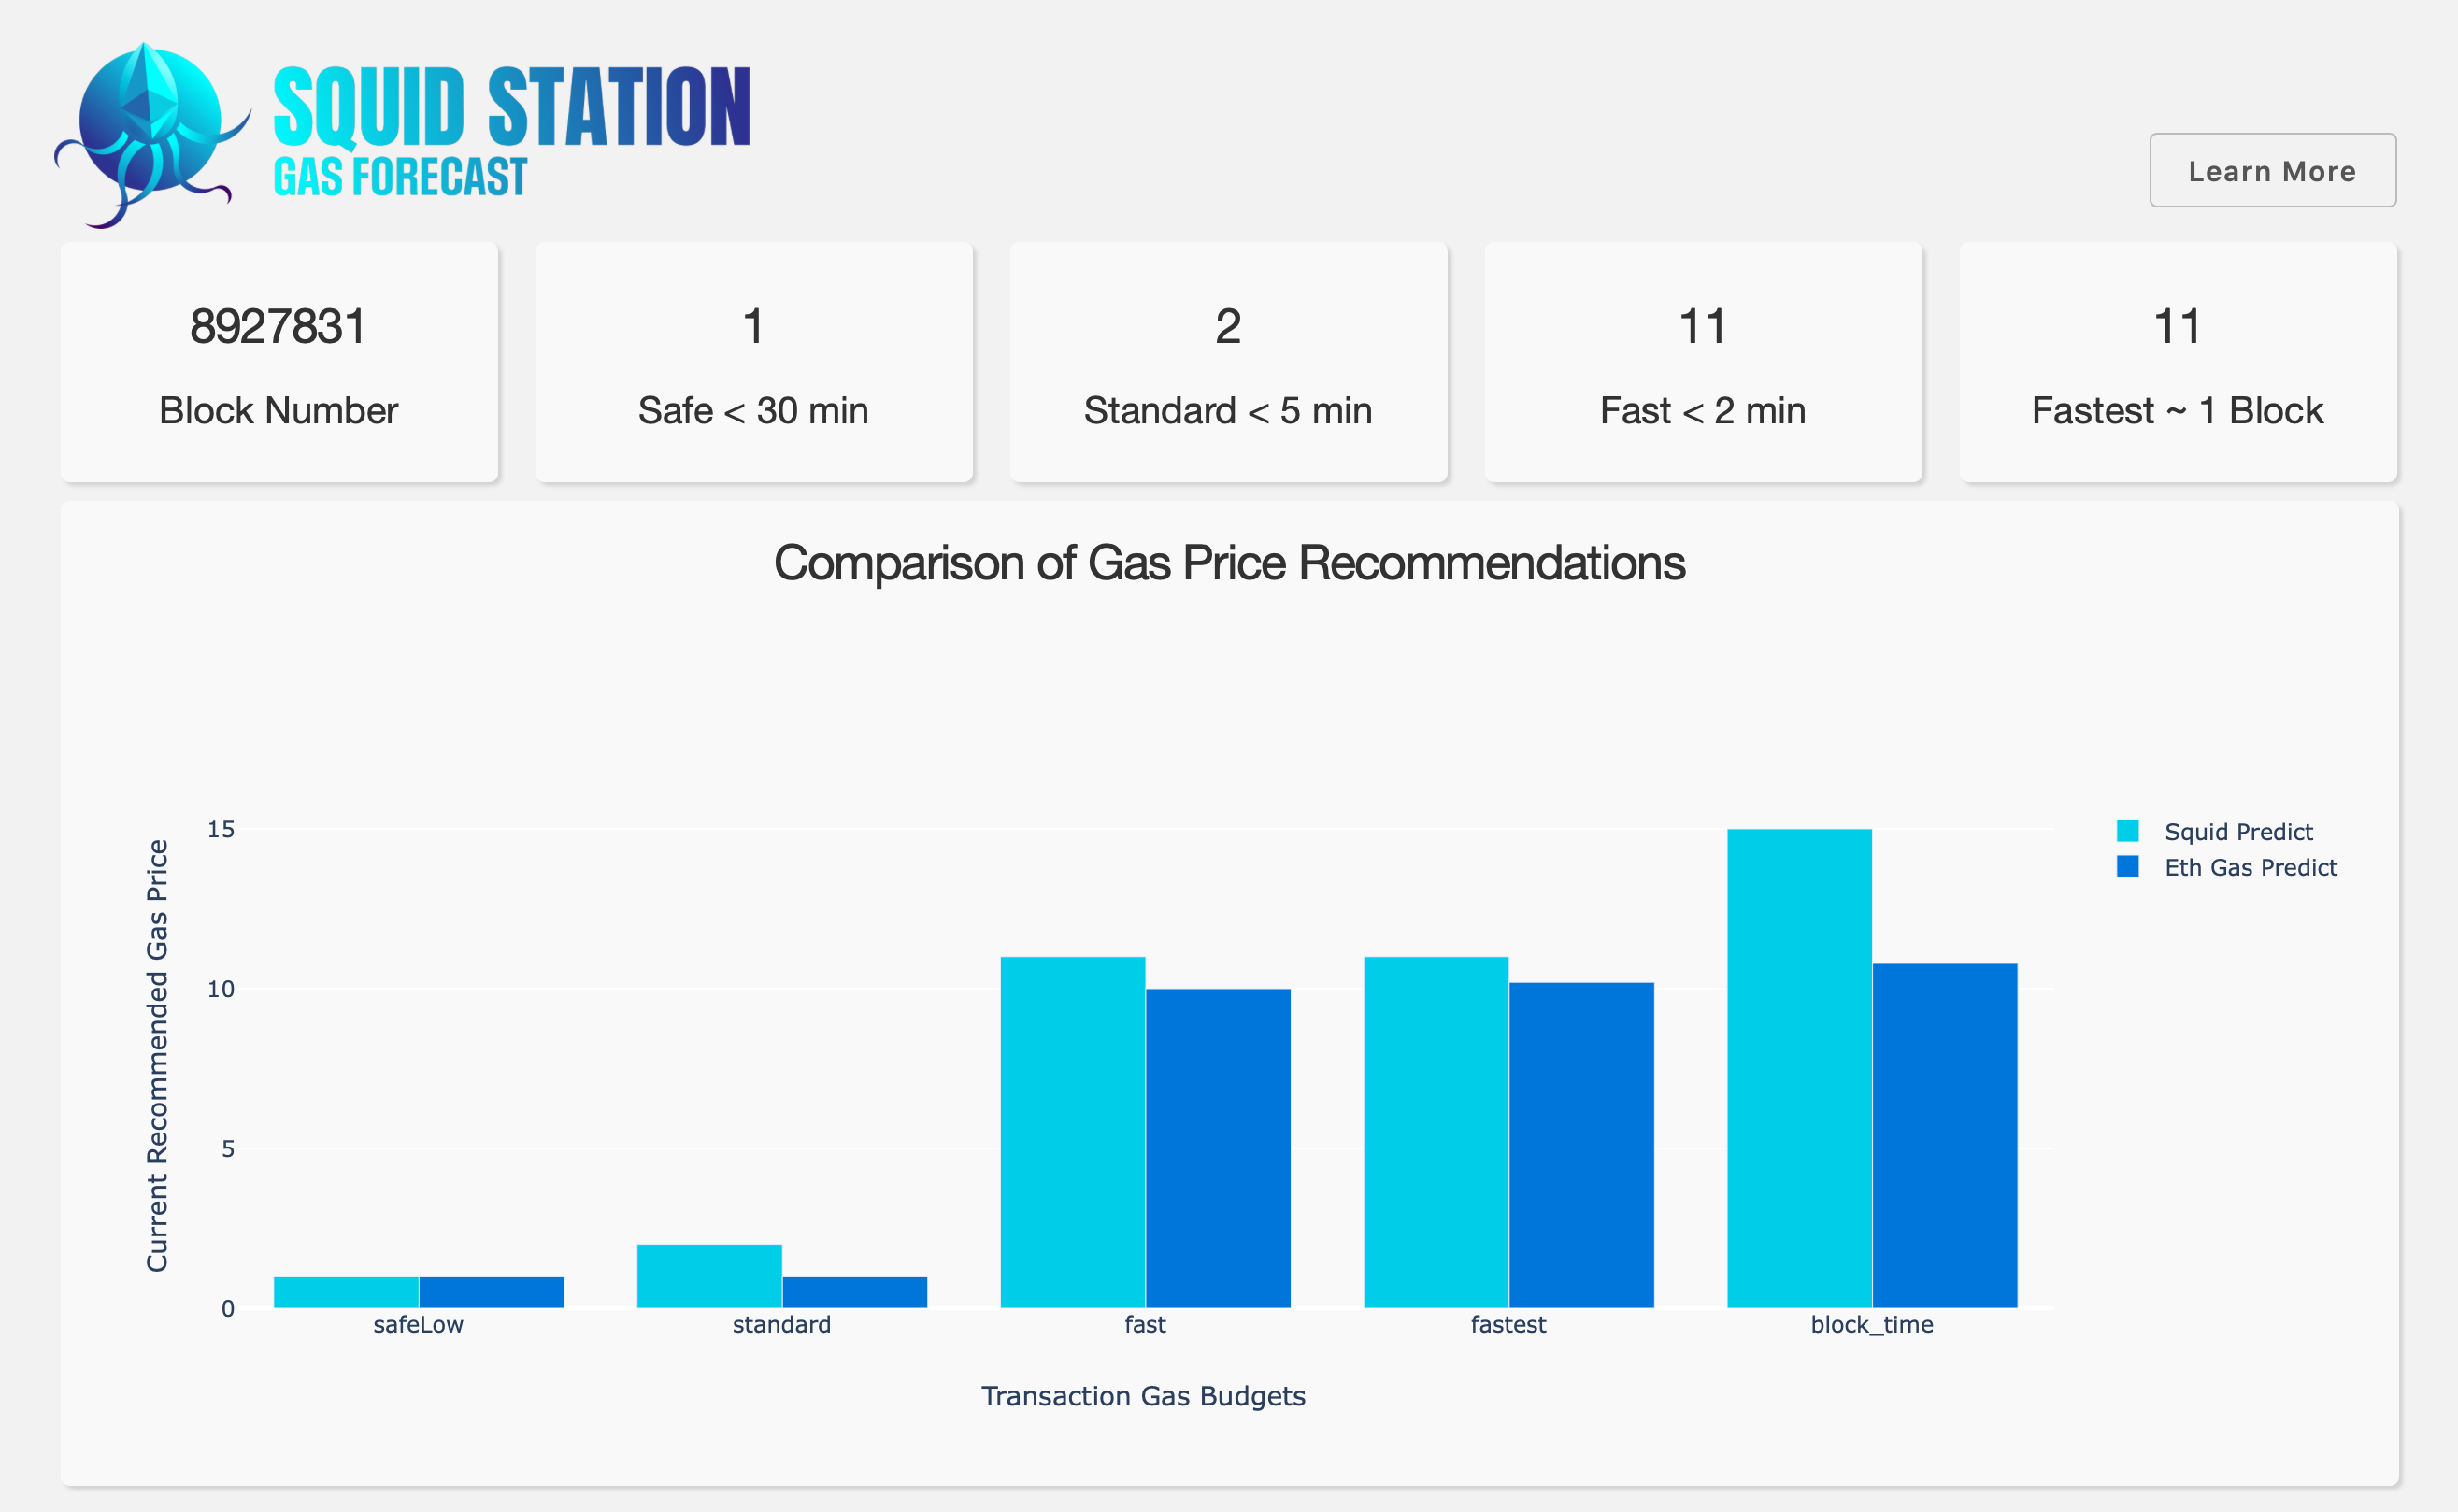 SQUID STATION
GAS FORECAST
Learn More
8927831
Block Number
1
Safe < 30 min
2
Standard < 5 min
11
Fast < 2 min
11
Fastest ~ 1 Block
Comparison of Gas Price Recommendations
Current Recommended Gas Price
15
10
5
0
safeLow
standard
fast
fastest
block_time
Transaction Gas Budgets
Squid Predict
Eth Gas Predict